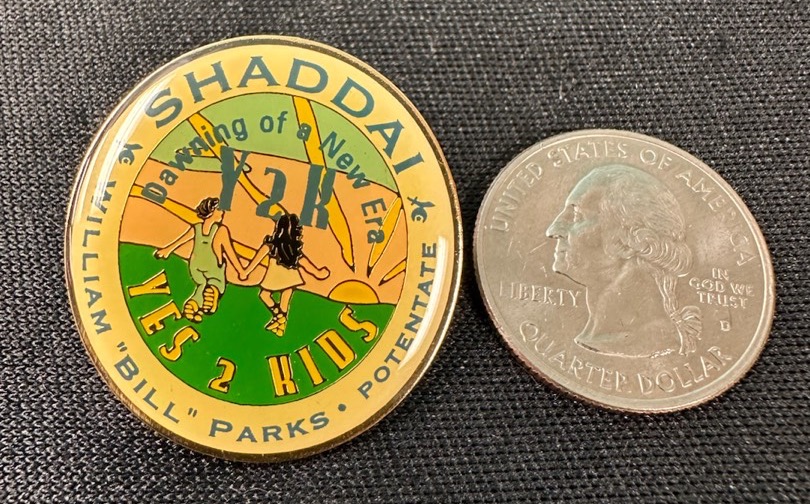 SHADDAI
Dawning of a New Era
Y2K
YES 2 KIDS
WILLIAM "BILL" PARKS • POTENTATE
UNITED STATES OF AMERICA
LIBERTY
IN
GOD WE
TRUST
D
QUARTER DOLLAR